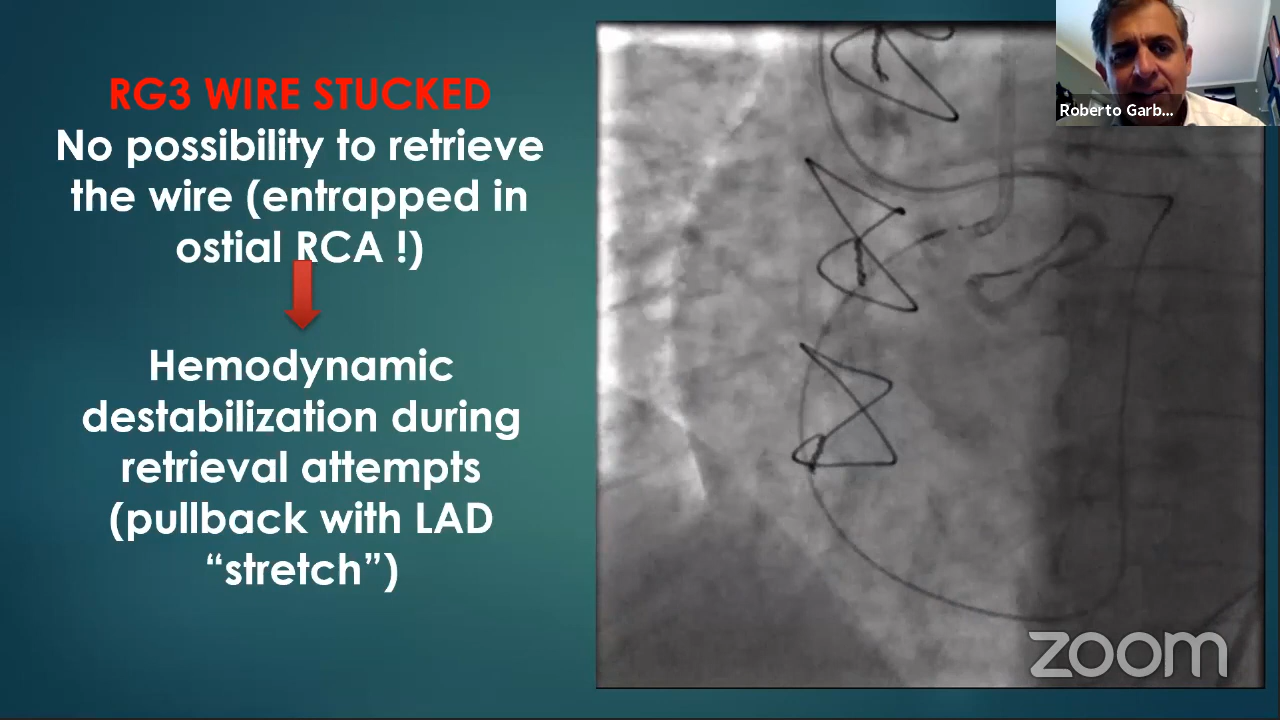 RG3 WIRE STUCKED
No possibility to retrieve
the wire (entrapped in
ostial RCA !)
Hemodynamic
destabilization during
retrieval attempts
(pullback with LAD
“stretch”)
Roberto Garb...
zoom